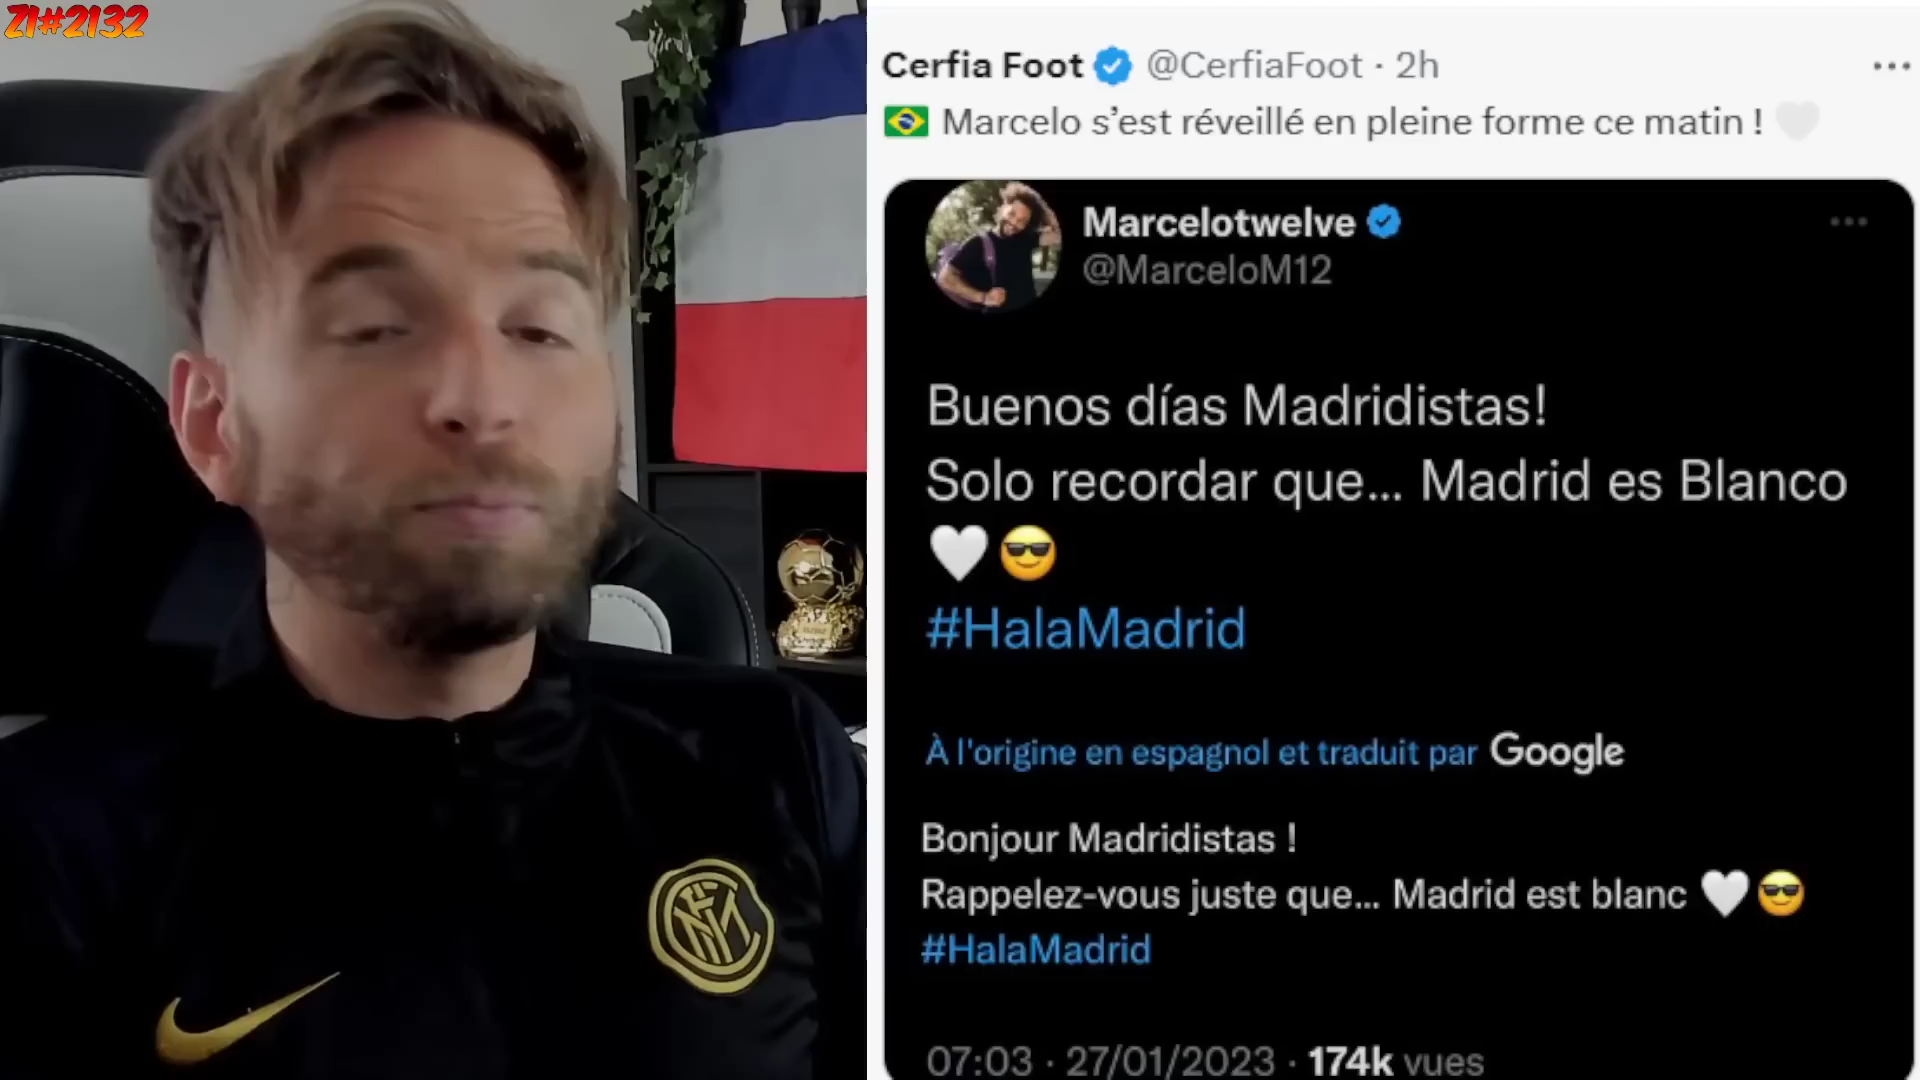 ZI#2132
Cerfia Foot @CerfiaFoot · 2h
Marcelo s’est réveillé en pleine forme ce matin !
Marcelotwelve
@MarceloM12
Buenos días Madridistas!
Solo recordar que... Madrid es Blanco
#HalaMadrid
À l'origine en espagnol et traduit par Google
Bonjour Madridistas !
Rappelez-vous juste que... Madrid est blanc
#HalaMadrid
07:03 · 27/01/2023 · 174k vues